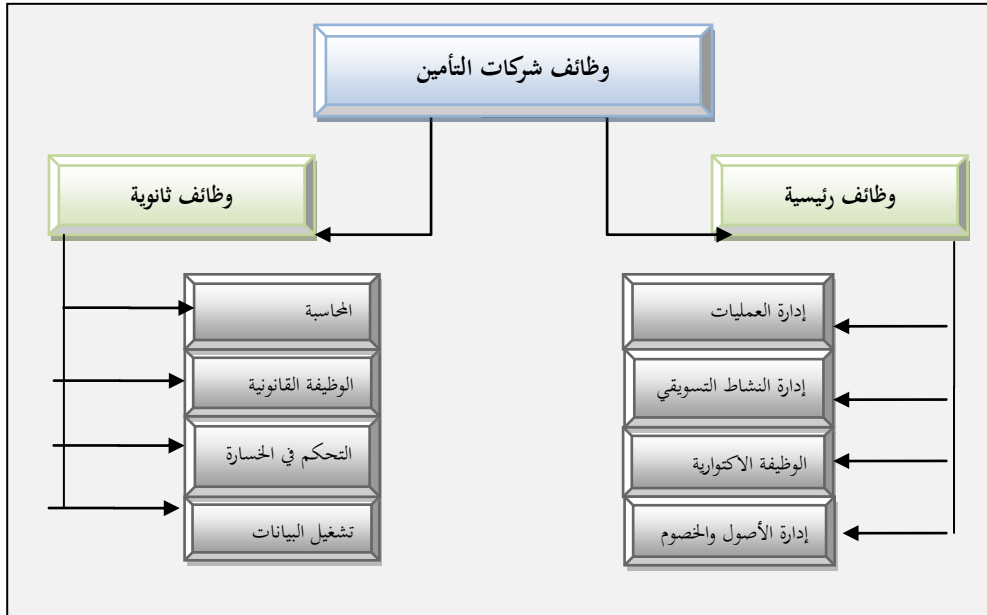 وظائف شركات التأمين
وظائف رئيسية
إدارة العمليات
إدارة النشاط التسويقي
الوظيفة الاكتوارية
إدارة الأصول والخصوم
وظائف ثانوية
المحاسبة
الوظيفة القانونية
التحكم في الخسارة
تشغيل البيانات